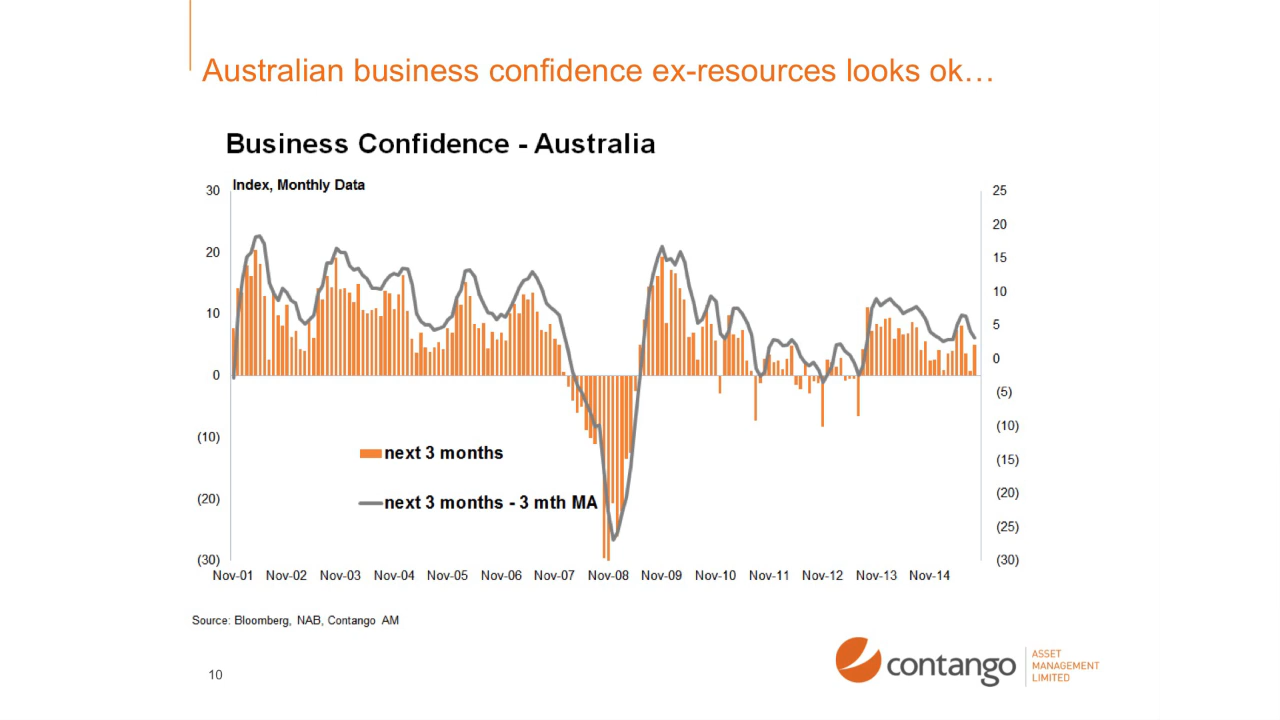 Australian business confidence ex-resources looks ok…
Business Confidence - Australia
Index, Monthly Data
30
20
10
0
(10)
(20)
(30)
25
20
15
10
5
0
(5)
(10)
(15)
(20)
(25)
(30)
next 3 months
next 3 months - 3 mth MA
Nov-01 Nov-02 Nov-03 Nov-04 Nov-05 Nov-06 Nov-07 Nov-08 Nov-09 Nov-10 Nov-11 Nov-12 Nov-13 Nov-14
Source: Bloomberg, NAB, Contango AM
10
contango
ASSET
MANAGEMENT
LIMITED